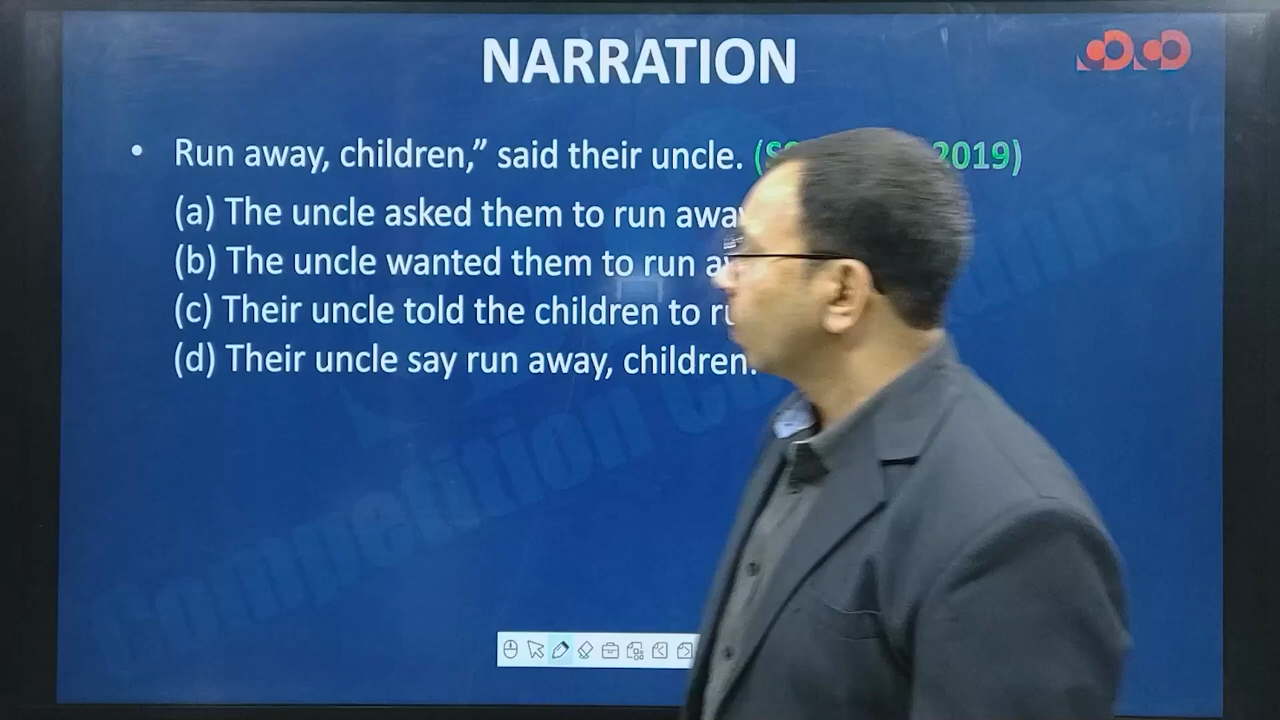 NARRATION
• Run away, children,” said their uncle. 2019)
(a) The uncle asked them to run
(b) The uncle wanted them to run
(c) Their uncle told the children to
(d) Their uncle say run away, children.
Competition